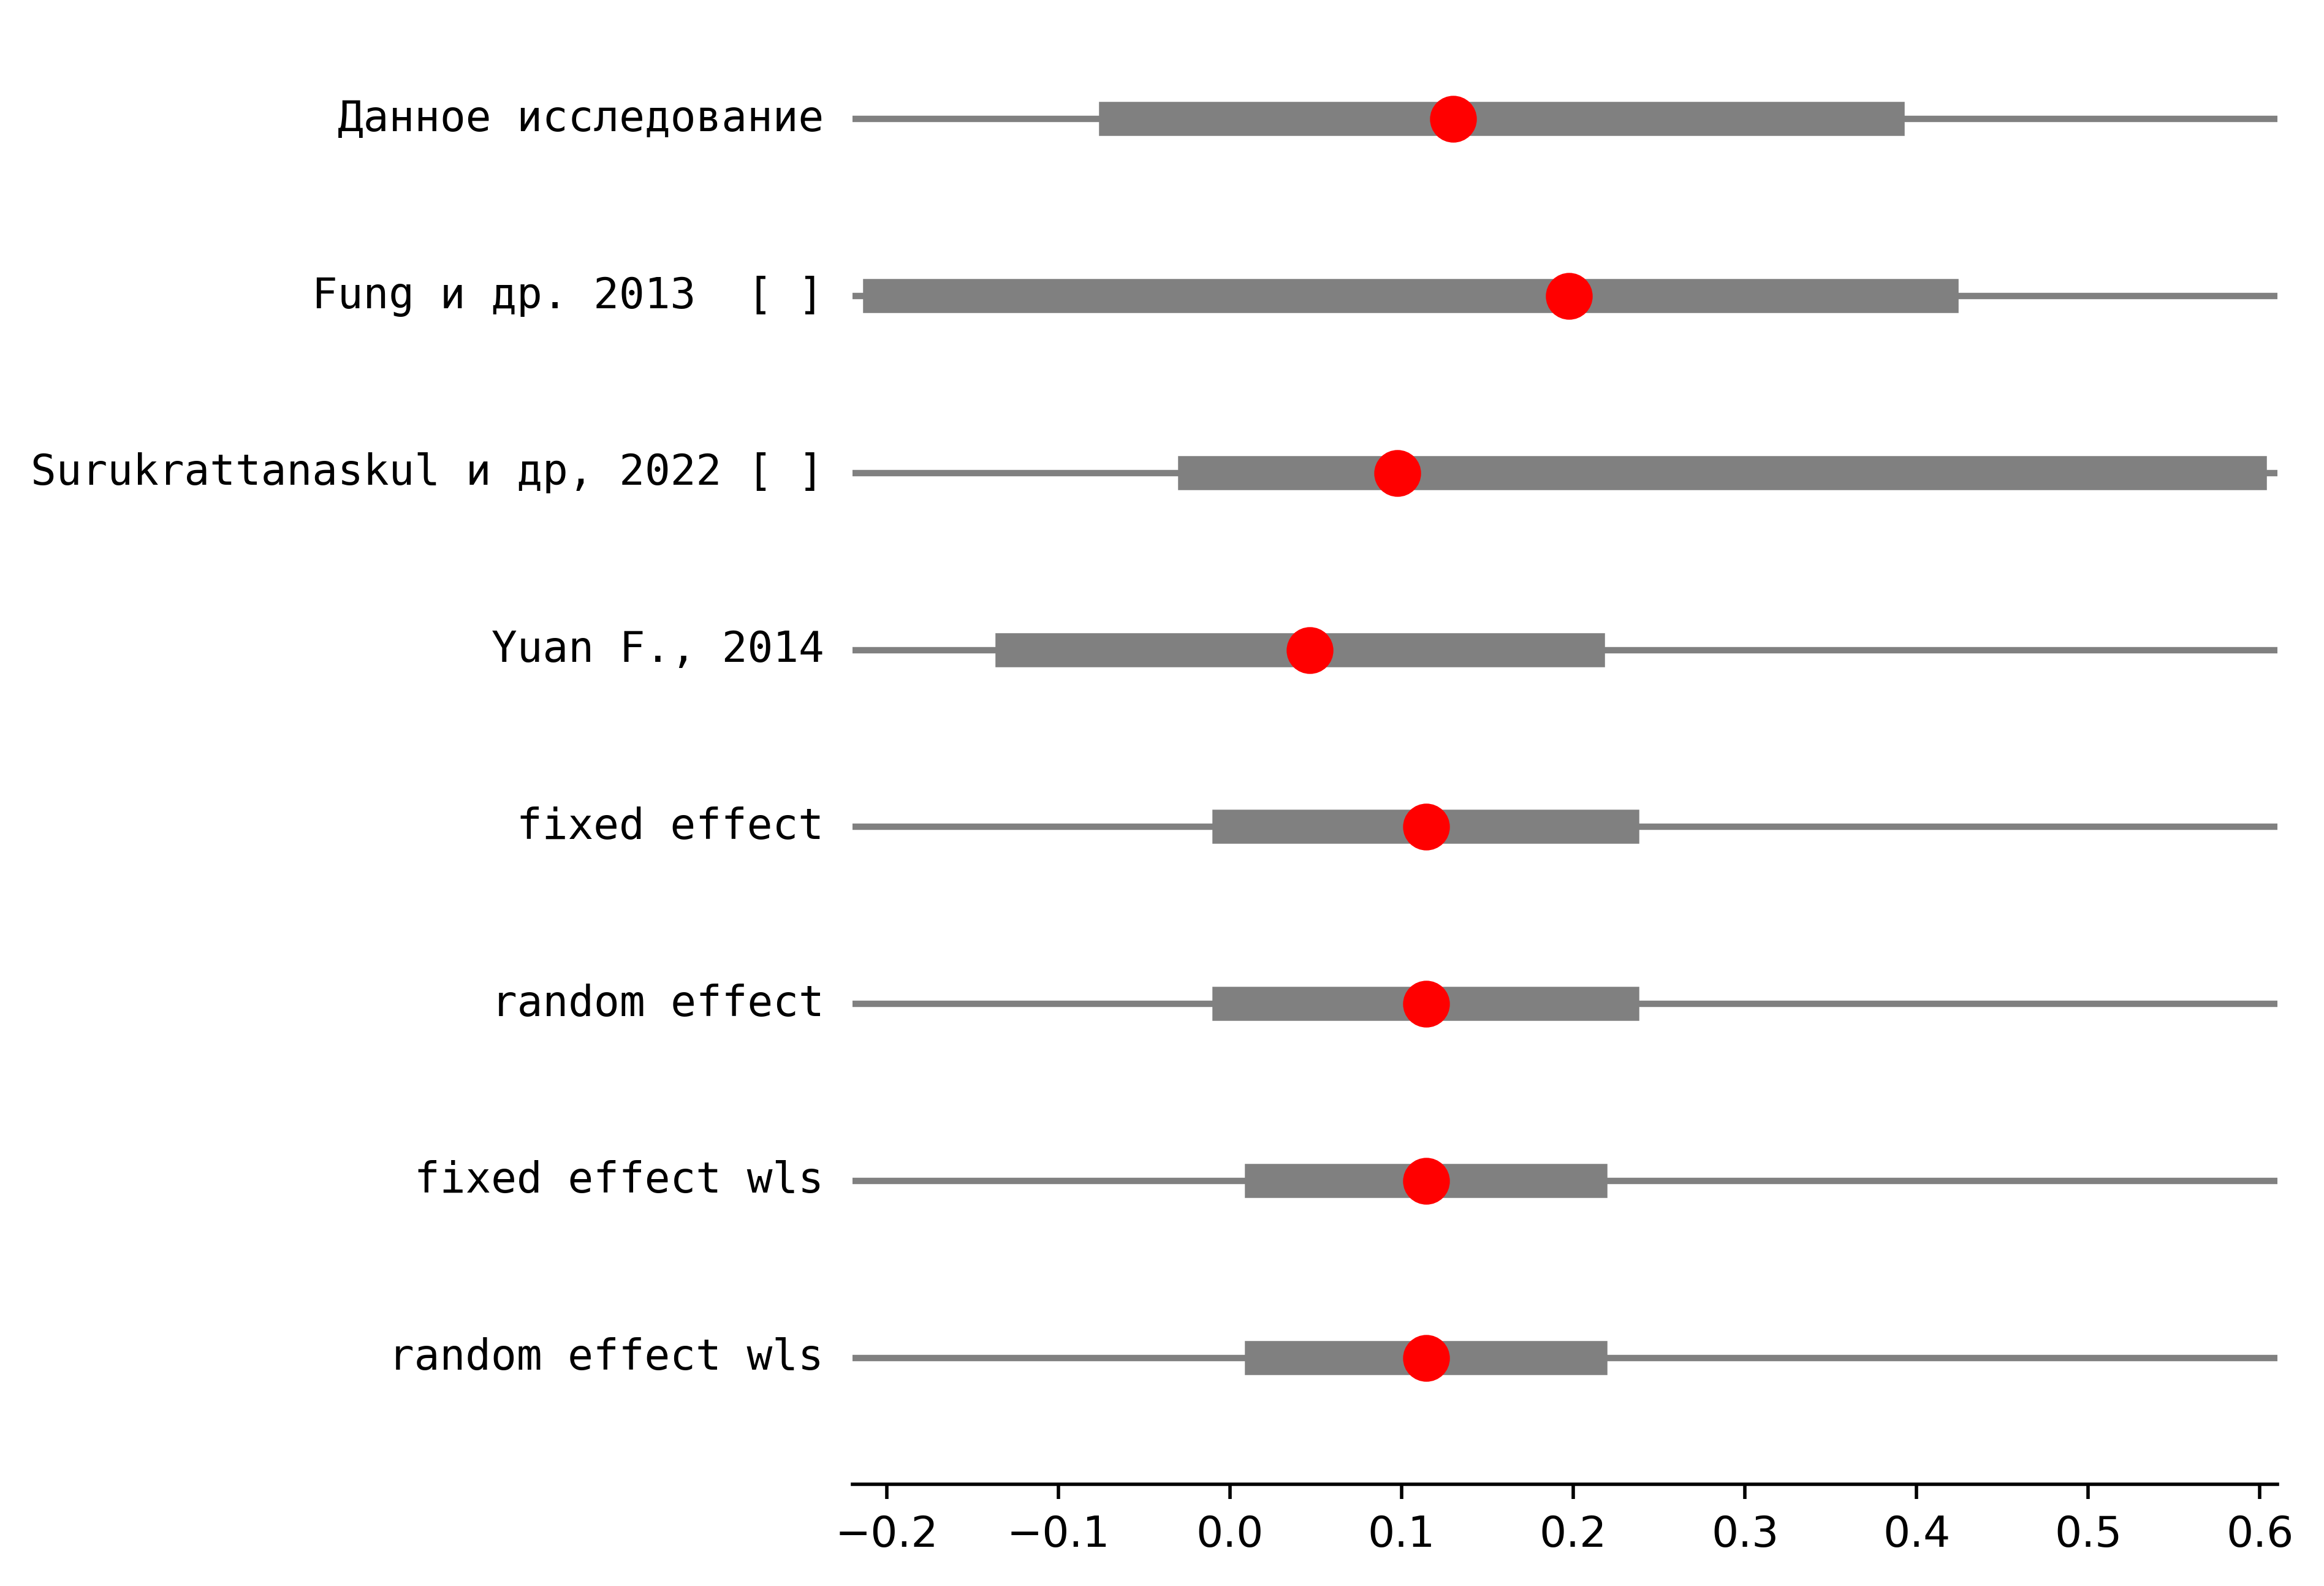 Данное исследование
Fung и др. 2013  [ ]
Surukrattanaskul и др, 2022 [ ]
Yuan F., 2014
fixed effect
random effect
fixed effect wls
random effect wls
−0.2 −0.1 0.0 0.1 0.2 0.3 0.4 0.5 0.6